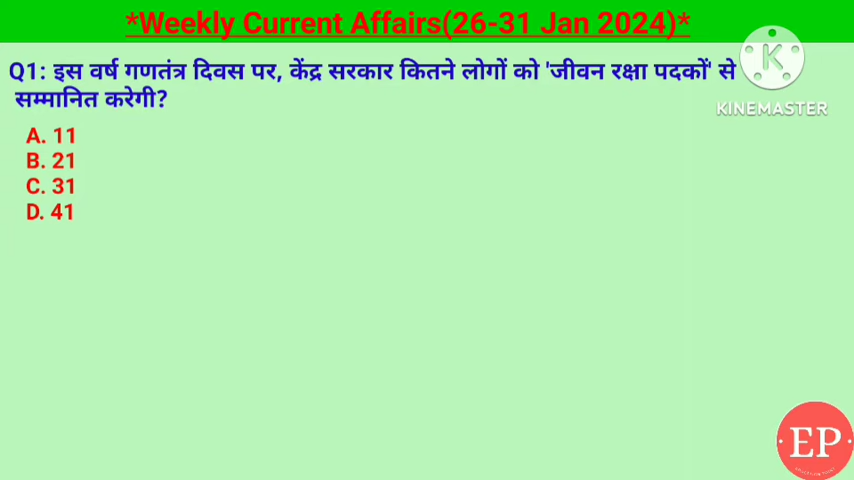 *Weekly Current Affairs(26-31 Jan 2024)*
Q1: इस वर्ष गणतंत्र दिवस पर, केंद्र सरकार कितने लोगों को 'जीवन रक्षा पदकों' से
सम्मानित करेगी?
A. 11
B. 21
C. 31
D. 41
K
KINEMASTER
EP